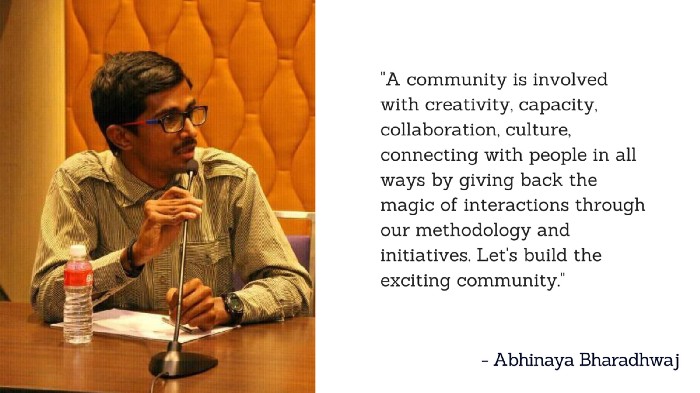 "A community is involved
with creativity, capacity,
collaboration, culture,
connecting with people in all
ways by giving back the
magic of interactions through
our methodology and
initiatives. Let's build the
exciting community."
- Abhinaya Bharadhwaj